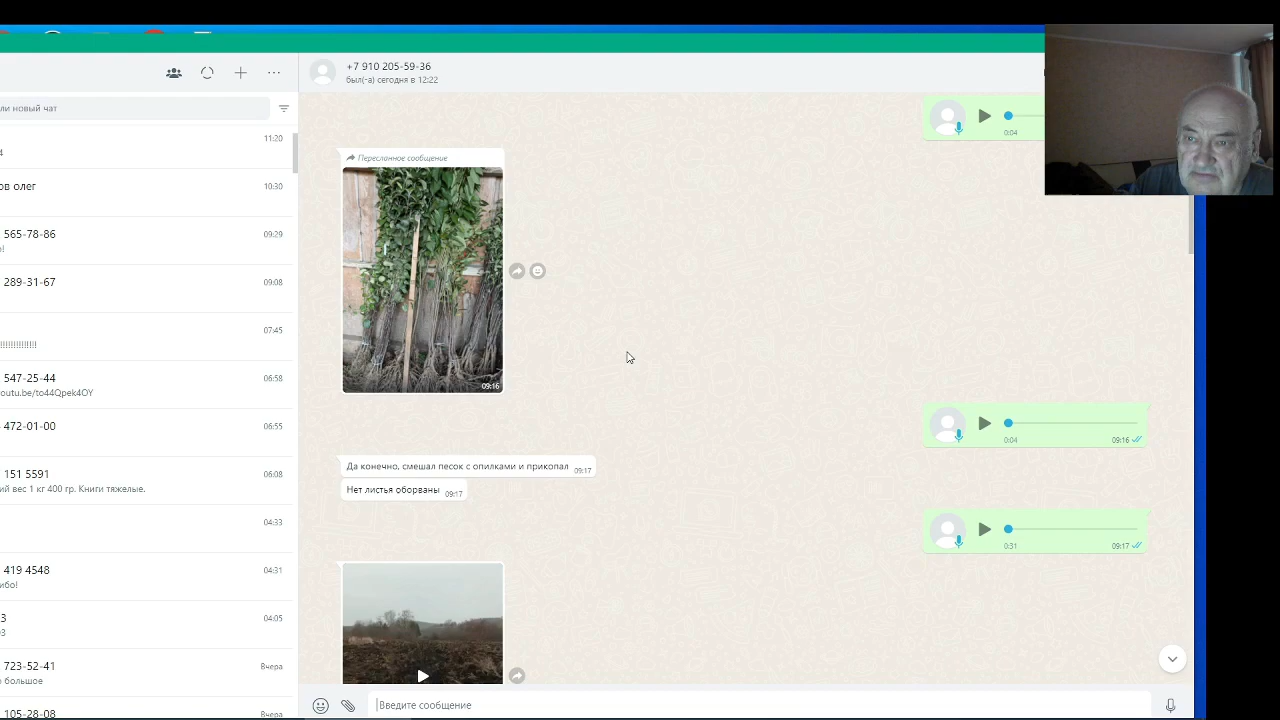 +7 910 205-59-36
был(-а) сегодня в 12:22
ли новый чат
11:20
4
ов олег
10:30
565-78-86
09:29
о!
289-31-67
09:08
07:45
!!!!!!!!!!!!!!!
547-25-44
06:58
outu.be/to44Qpek4OY
472-01-00
06:55
151 5591
06:08
ий вес 1 кг 400 гр. Книги тяжелые.
04:33
419 4548
04:31
ибо!
3
04:05
03
723-52-41
Вчера
о большое
105-28-08
Вчера
0:04
Пересланное сообщение
09:16
0:04
09:16
Да конечно, смешал песок с опилками и прикопал
09:17
Нет листья оборваны
09:17
0:31
09:17
Введите сообщение